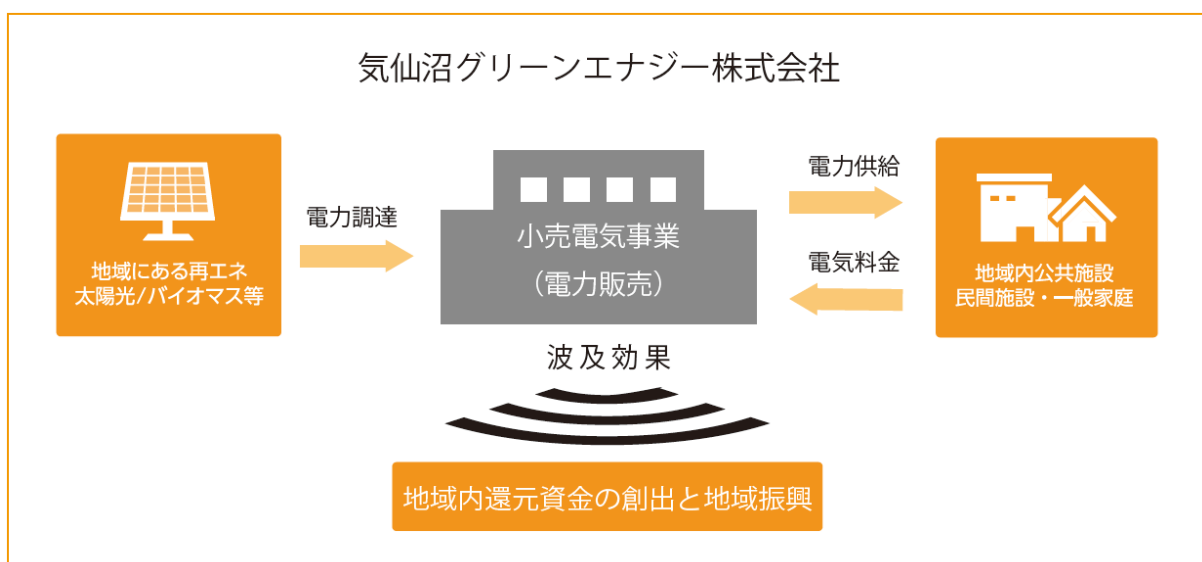 気仙沼グリーンエナジー株式会社
地域にある再エネ
太陽光/バイオマス等
電力調達
小売電気事業
（電力販売）
電力供給
電気料金
地域内公共施設
民間施設・一般家庭
波及効果
地域内還元資金の創出と地域振興